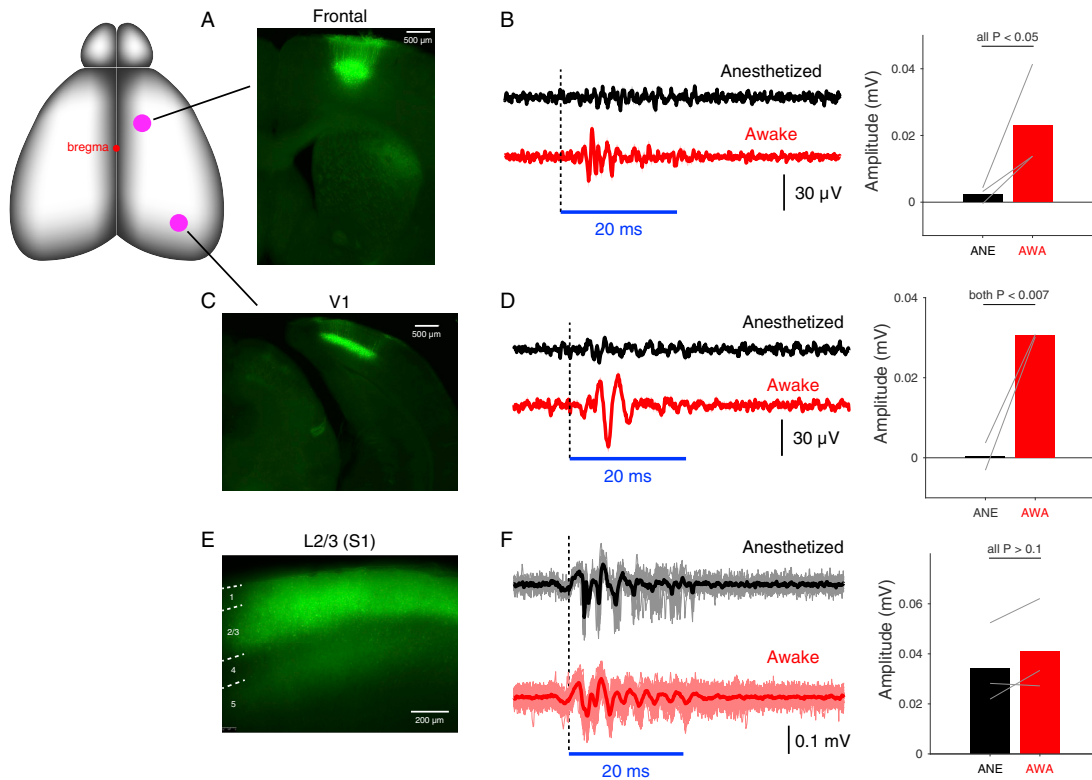 A
Frontal
500 µm
bregma
B
Anesthetized
Awake
30 µV
20 ms
all P < 0.05
Amplitude (mV)
0.04
0.02
0
ANE
AWA
C
V1
500 µm
D
Anesthetized
Awake
30 µV
20 ms
both P < 0.007
Amplitude (mV)
0.04
0.02
0
ANE
AWA
E
L2/3 (S1)
1
2/3
4
5
200 µm
F
Anesthetized
Awake
0.1 mV
20 ms
all P > 0.1
Amplitude (mV)
0.06
0.04
0.02
0
ANE
AWA